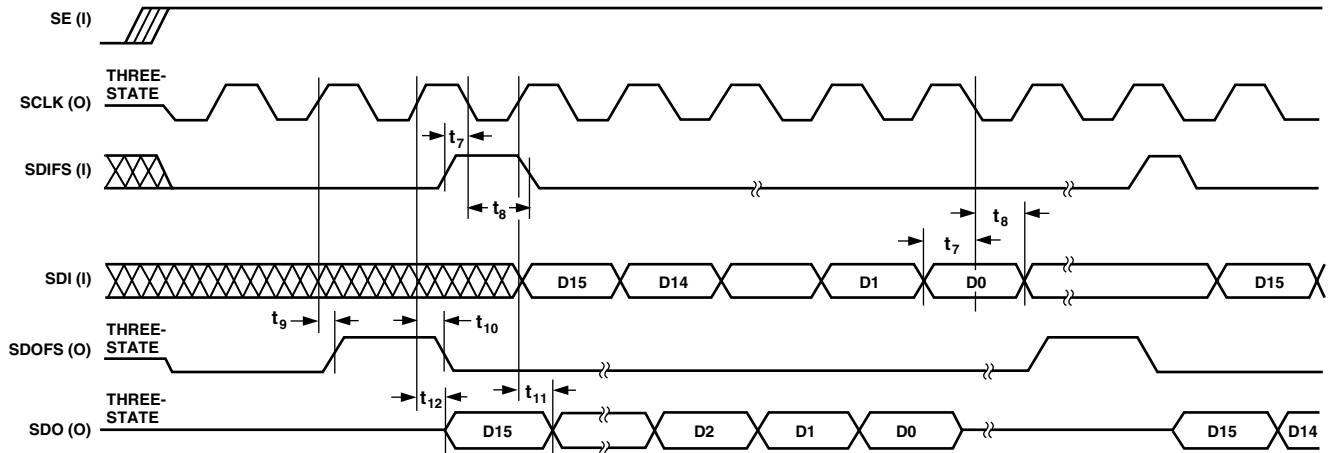 SE (I)
THREE-
STATE
SCLK (O)
t7
SDIFS (I)
t8
t8
t7
SDI (I)
D15
D14
D1
D0
D15
t9
t10
THREE-
STATE
SDOFS (O)
t12
t11
THREE-
STATE
SDO (O)
D15
D2
D1
D0
D15
D14